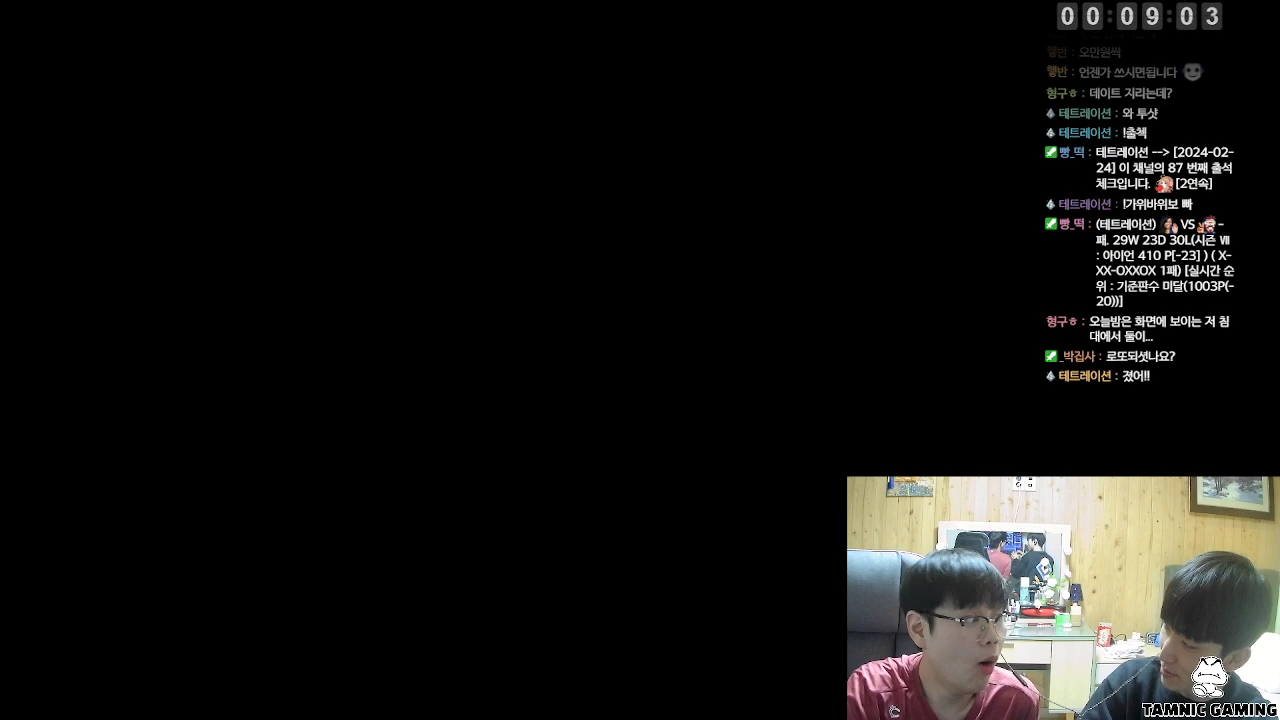 00:09:03
헿반 : 오만원씩
헿반 : 언젠가 쓰시면됩니다
형구ㅎ : 데이트 지리는데?
테트레이션 : 와 투샷
테트레이션 : !출첵
빵_떡 : 테트레이션 --> [2024-02-
24] 이 채널의 87 번째 출석
체크입니다. [2연속]
테트레이션 : !가위바위보 빠
빵_떡 : (테트레이션) VS -
패. 29W 23D 30L(시즌 Ⅶ
: 아이언 410 P[-23] ) ( X-
XX-OXXOX 1패) [실시간 순
위 : 기준판수 미달(1003P(-
20))]
형구ㅎ : 오늘밤은 화면에 보이는 저 침
대에서 둘이...
_박집사 : 로또되셧나요?
테트레이션 : 졌어!!
TAMNIC GAMING